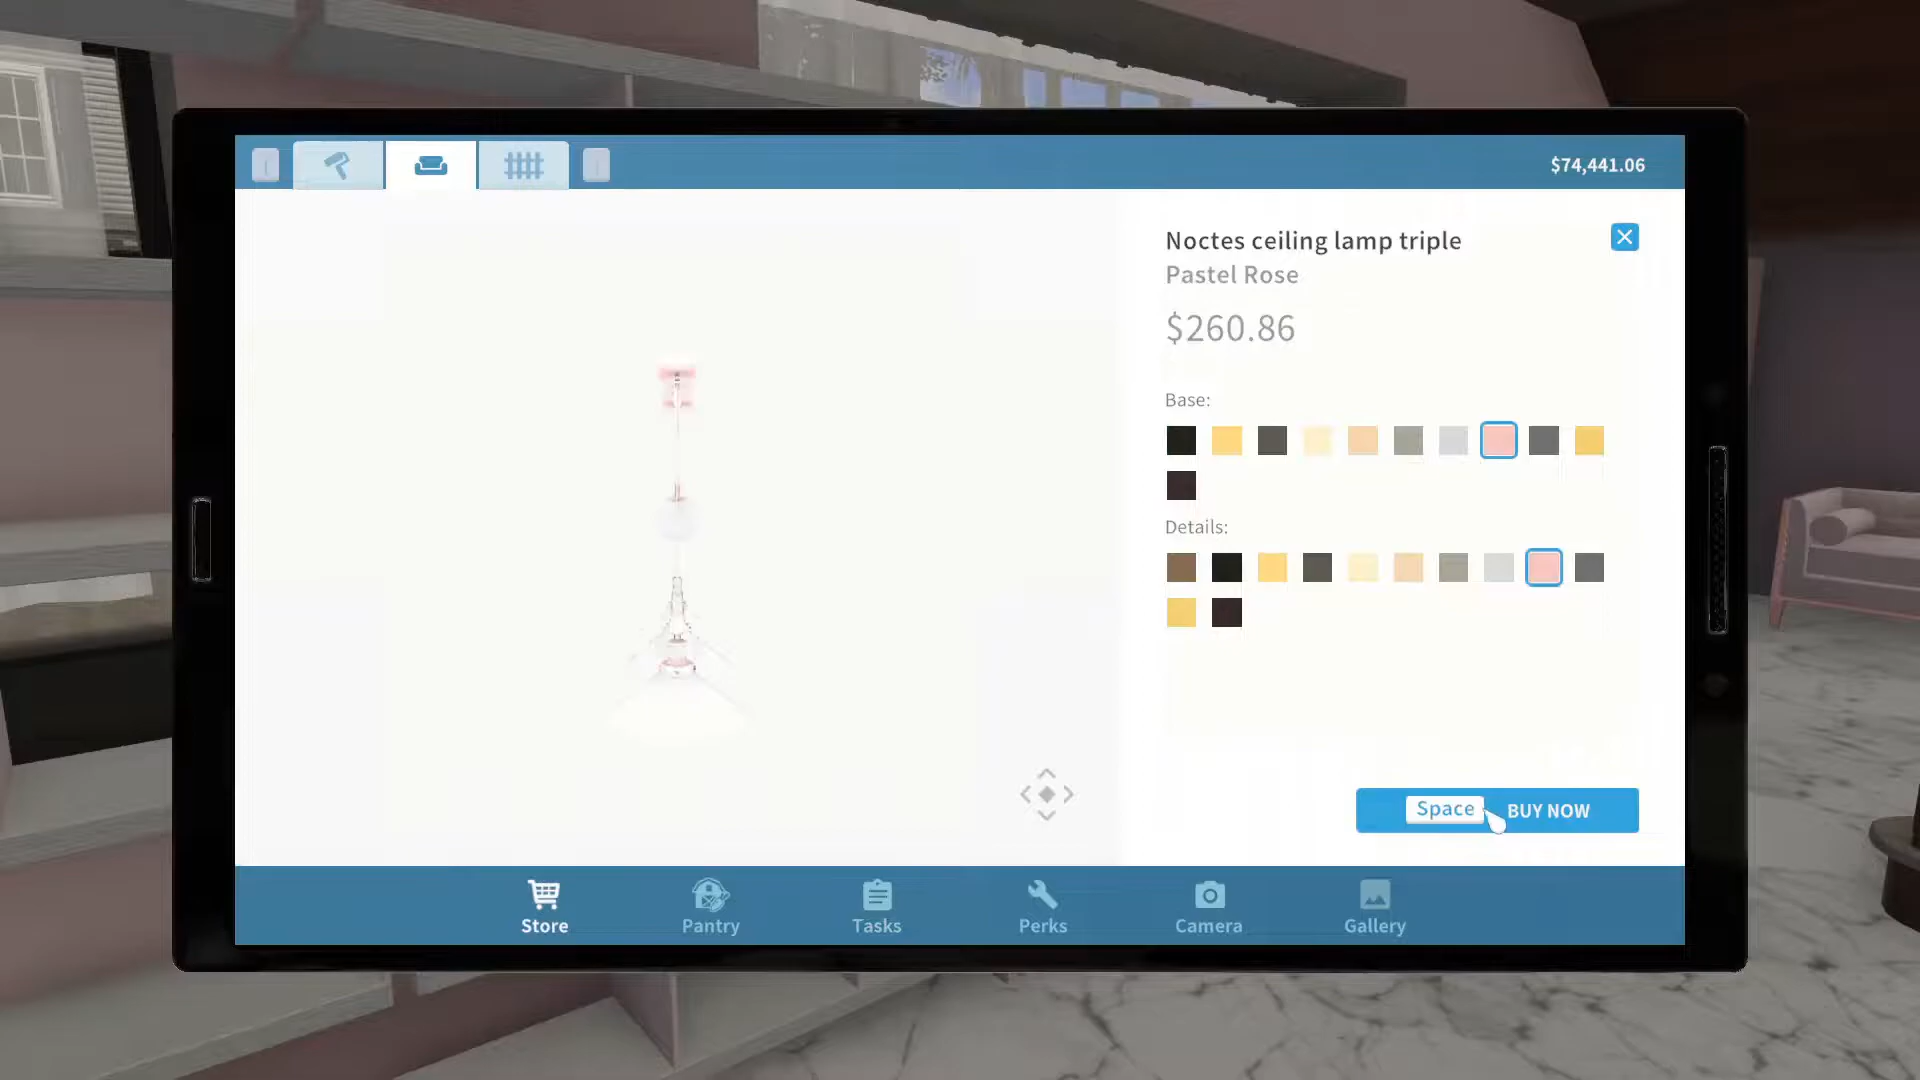 $74,441.06
Noctes ceiling lamp triple
Pastel Rose
$260.86
Base:
Details:
Space BUY NOW
Store Pantry Tasks Perks Camera Gallery